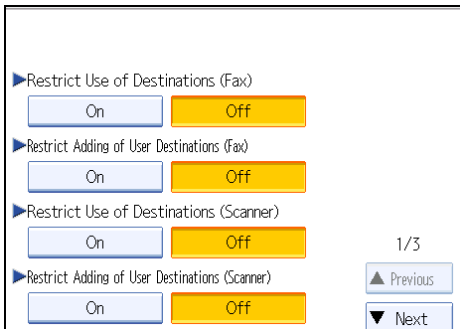 ▶Restrict Use of Destinations (Fax)
On Off
▶Restrict Adding of User Destinations (Fax)
On Off
▶Restrict Use of Destinations (Scanner)
On Off
1/3
▶Restrict Adding of User Destinations (Scanner)
▲ Previous
On Off
▼ Next